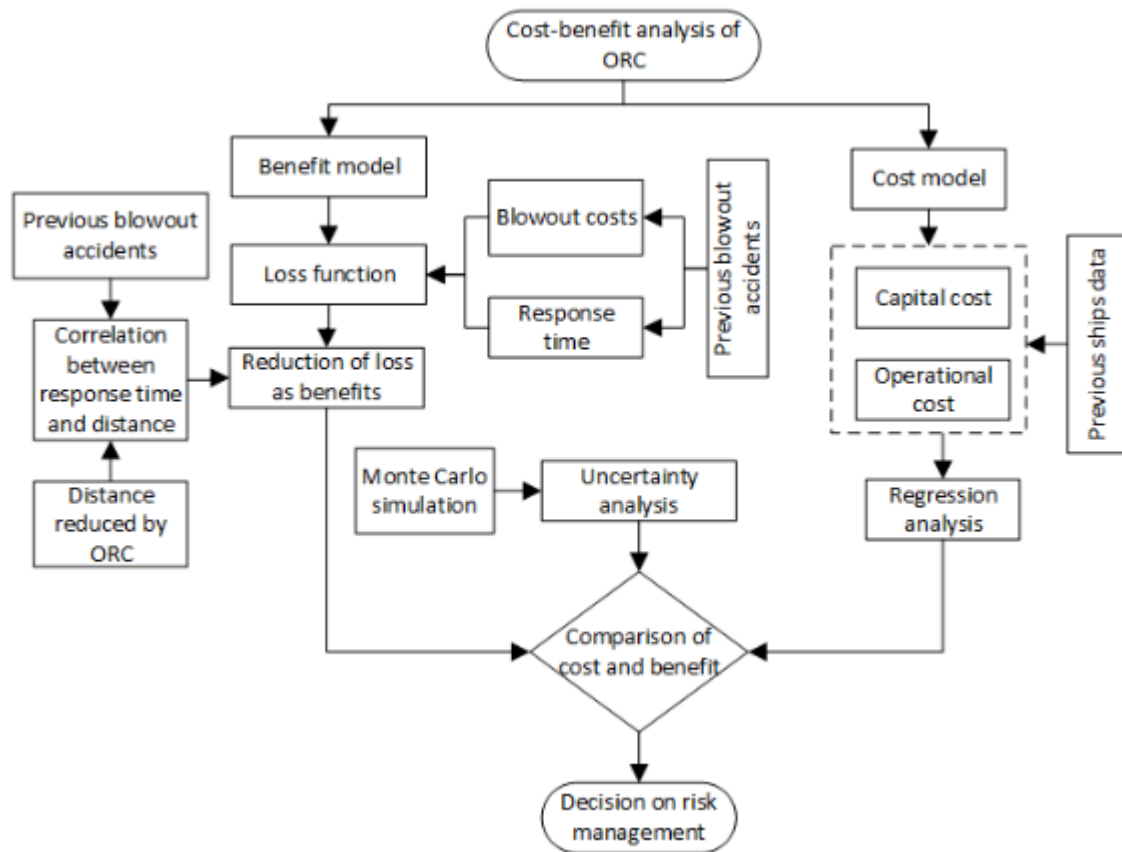 Cost-benefit analysis of
ORC
Benefit model
Cost model
Previous blowout
accidents
Blowout costs
Previous blowout
accidents
Loss function
Capital cost
Previous ships data
Response
time
Correlation
between
response time
and distance
Reduction of loss
as benefits
Operational
cost
Monte Carlo
simulation
Uncertainty
analysis
Distance
reduced by
ORC
Regression
analysis
Comparison of
cost and benefit
Decision on risk
management